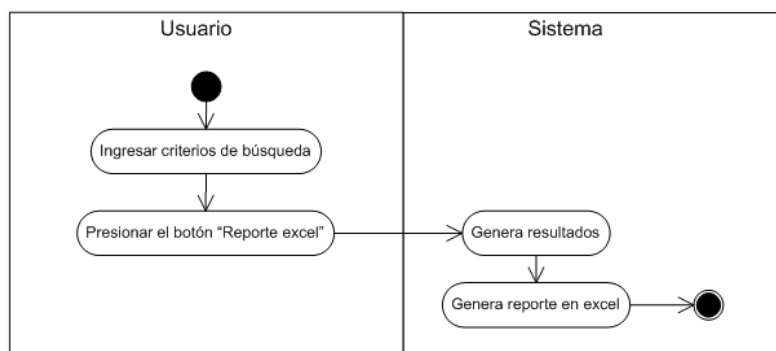 Usuario
Sistema
Ingresar criterios de búsqueda
Presionar el botón “Reporte excel”
Genera resultados
Genera reporte en excel